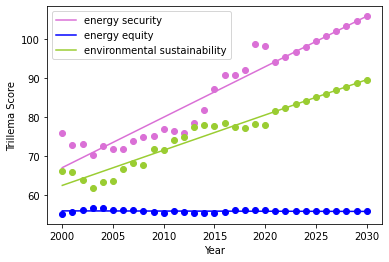 energy security
energy equity
environmental sustainability
Trillema Score
100
90
80
70
60
2000
2005
2010
2015
2020
2025
2030
Year